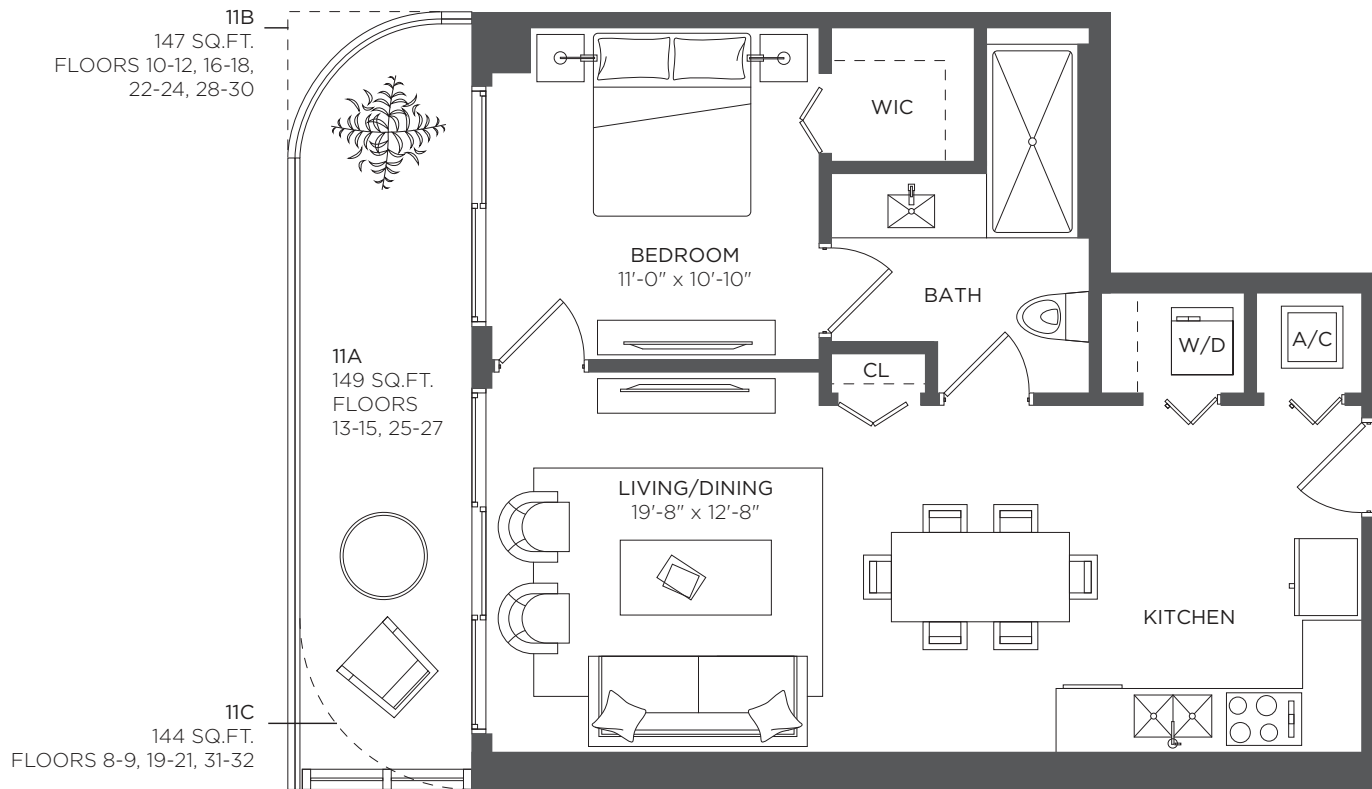 11B
147 SQ.FT.
FLOORS 10-12, 16-18,
22-24, 28-30
WIC
BEDROOM
11'-0" x 10'-10"
BATH
11A
149 SQ.FT.
FLOORS
13-15, 25-27
CL
W/D
A/C
LIVING/DINING
19'-8" x 12'-8"
KITCHEN
11C
144 SQ.FT.
FLOORS 8-9, 19-21, 31-32